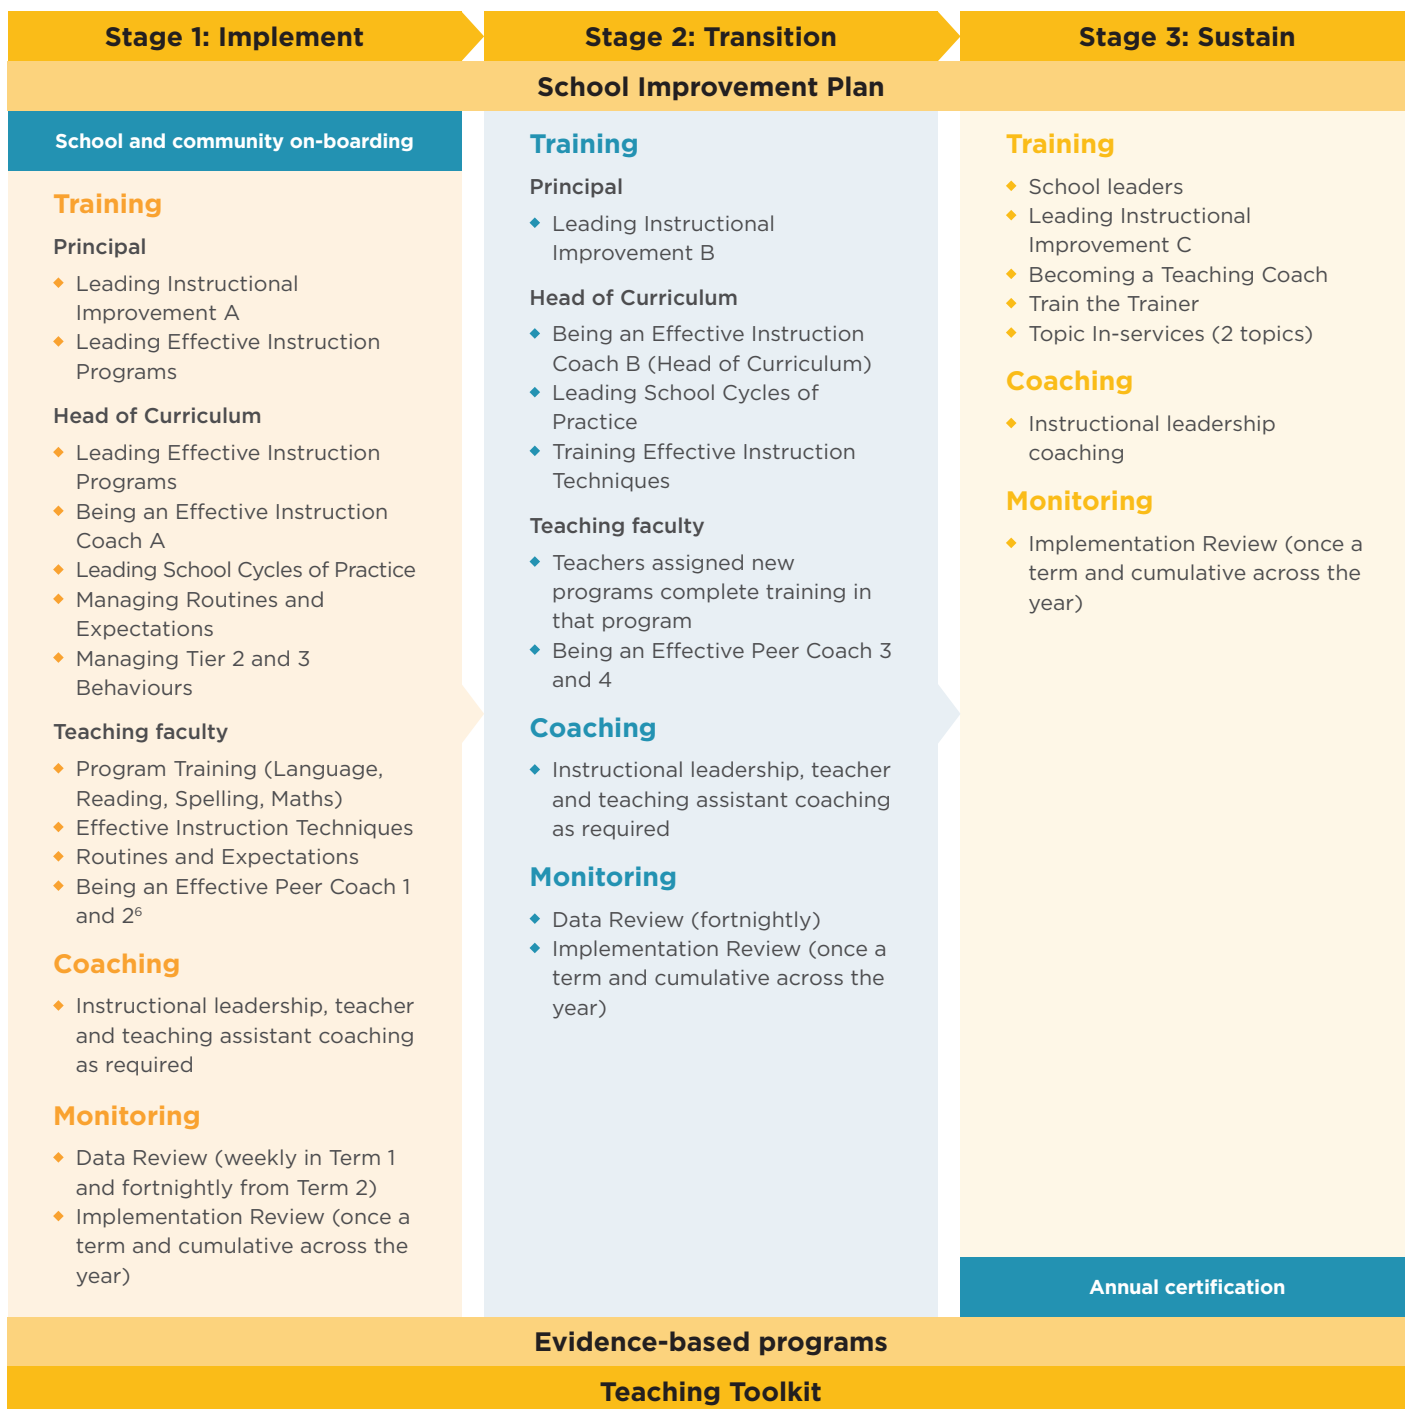 Stage 1: Implement
Stage 2: Transition
Stage 3: Sustain
School Improvement Plan
School and community on-boarding
Training
Principal
Leading Instructional
Improvement A
Leading Effective Instruction
Programs
Head of Curriculum
Leading Effective Instruction
Programs
Being an Effective Instruction
Coach A
Leading School Cycles of Practice
Managing Routines and
Expectations
Managing Tier 2 and 3
Behaviours
Teaching faculty
Program Training (Language,
Reading, Spelling, Maths)
Effective Instruction Techniques
Routines and Expectations
Being an Effective Peer Coach 1
and 2⁶
Coaching
Instructional leadership, teacher
and teaching assistant coaching
as required
Monitoring
Data Review (weekly in Term 1
and fortnightly from Term 2)
Implementation Review (once a
term and cumulative across the
year)
Training
Principal
Leading Instructional
Improvement B
Head of Curriculum
Being an Effective Instruction
Coach B (Head of Curriculum)
Leading School Cycles of
Practice
Training Effective Instruction
Techniques
Teaching faculty
Teachers assigned new
programs complete training in
that program
Being an Effective Peer Coach 3
and 4
Coaching
Instructional leadership, teacher
and teaching assistant coaching
as required
Monitoring
Data Review (fortnightly)
Implementation Review (once a
term and cumulative across the
year)
Training
School leaders
Leading Instructional
Improvement C
Becoming a Teaching Coach
Train the Trainer
Topic In-services (2 topics)
Coaching
Instructional leadership
coaching
Monitoring
Implementation Review (once a
term and cumulative across the
year)
Annual certification
Evidence-based programs
Teaching Toolkit